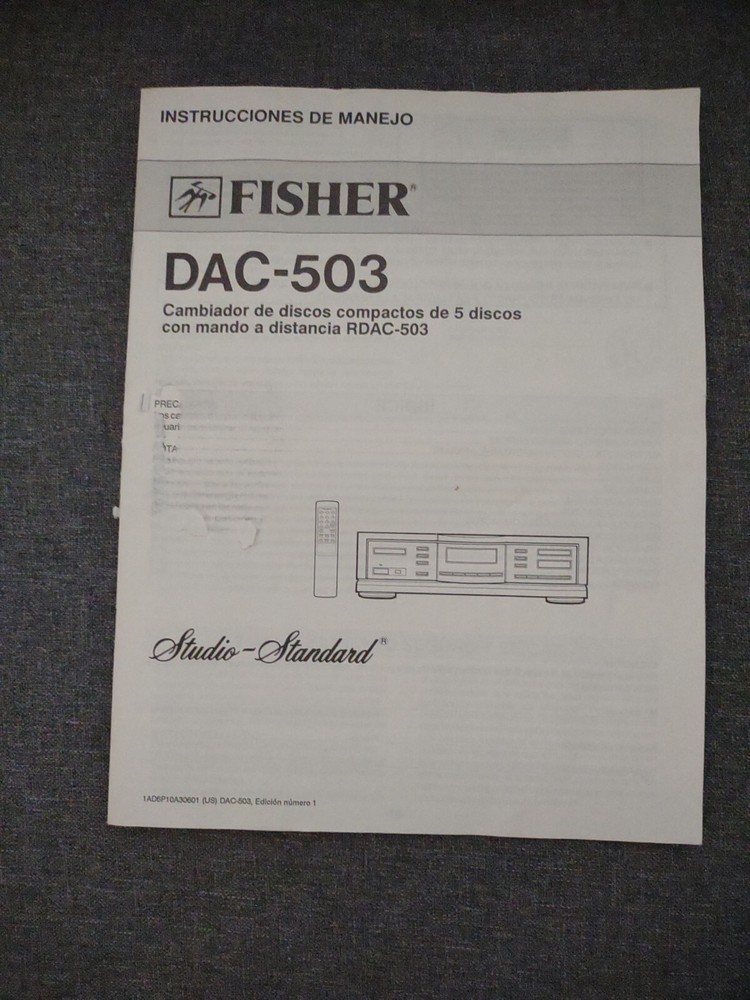 INSTRUCCIONES DE MANEJO
FISHER®
DAC-503
Cambiador de discos compactos de 5 discos
con mando a distancia RDAC-503
Studio-Standard®
1AD6P10A30601 (US) DAC-503, Edisión número 1